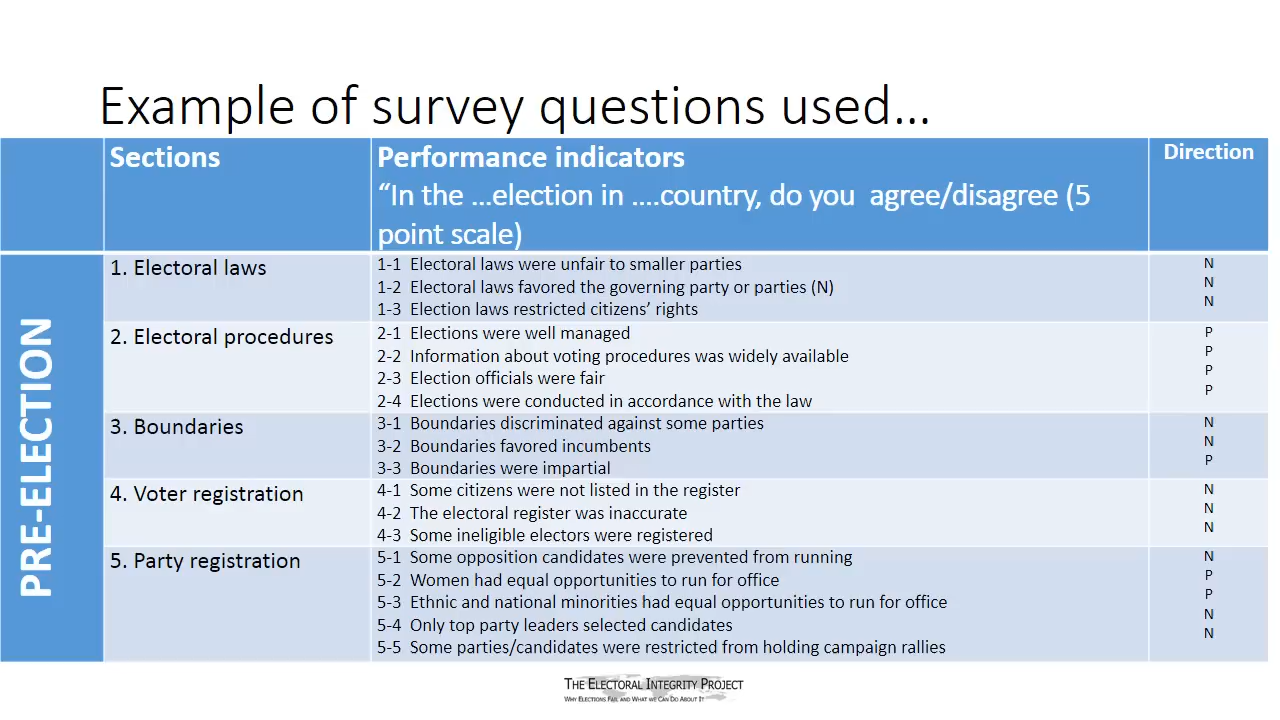 Example of survey questions used…
Sections
Performance indicators
“In the …election in ….country, do you  agree/disagree (5
point scale)
Direction
PRE-ELECTION
1. Electoral laws
1-1  Electoral laws were unfair to smaller parties
N
1-2  Electoral laws favored the governing party or parties (N)
N
1-3  Election laws restricted citizens’ rights
N
2. Electoral procedures
2-1  Elections were well managed
P
2-2  Information about voting procedures was widely available
P
2-3  Election officials were fair
P
2-4  Elections were conducted in accordance with the law
P
3. Boundaries
3-1  Boundaries discriminated against some parties
N
3-2  Boundaries favored incumbents
N
3-3  Boundaries were impartial
P
4. Voter registration
4-1  Some citizens were not listed in the register
N
4-2  The electoral register was inaccurate
N
4-3  Some ineligible electors were registered
N
5. Party registration
5-1  Some opposition candidates were prevented from running
N
5-2  Women had equal opportunities to run for office
P
5-3  Ethnic and national minorities had equal opportunities to run for office
P
5-4  Only top party leaders selected candidates
N
5-5  Some parties/candidates were restricted from holding campaign rallies
N
THE ELECTORAL INTEGRITY PROJECT
WHY ELECTIONS FAIL AND WHAT WE CAN DO ABOUT IT